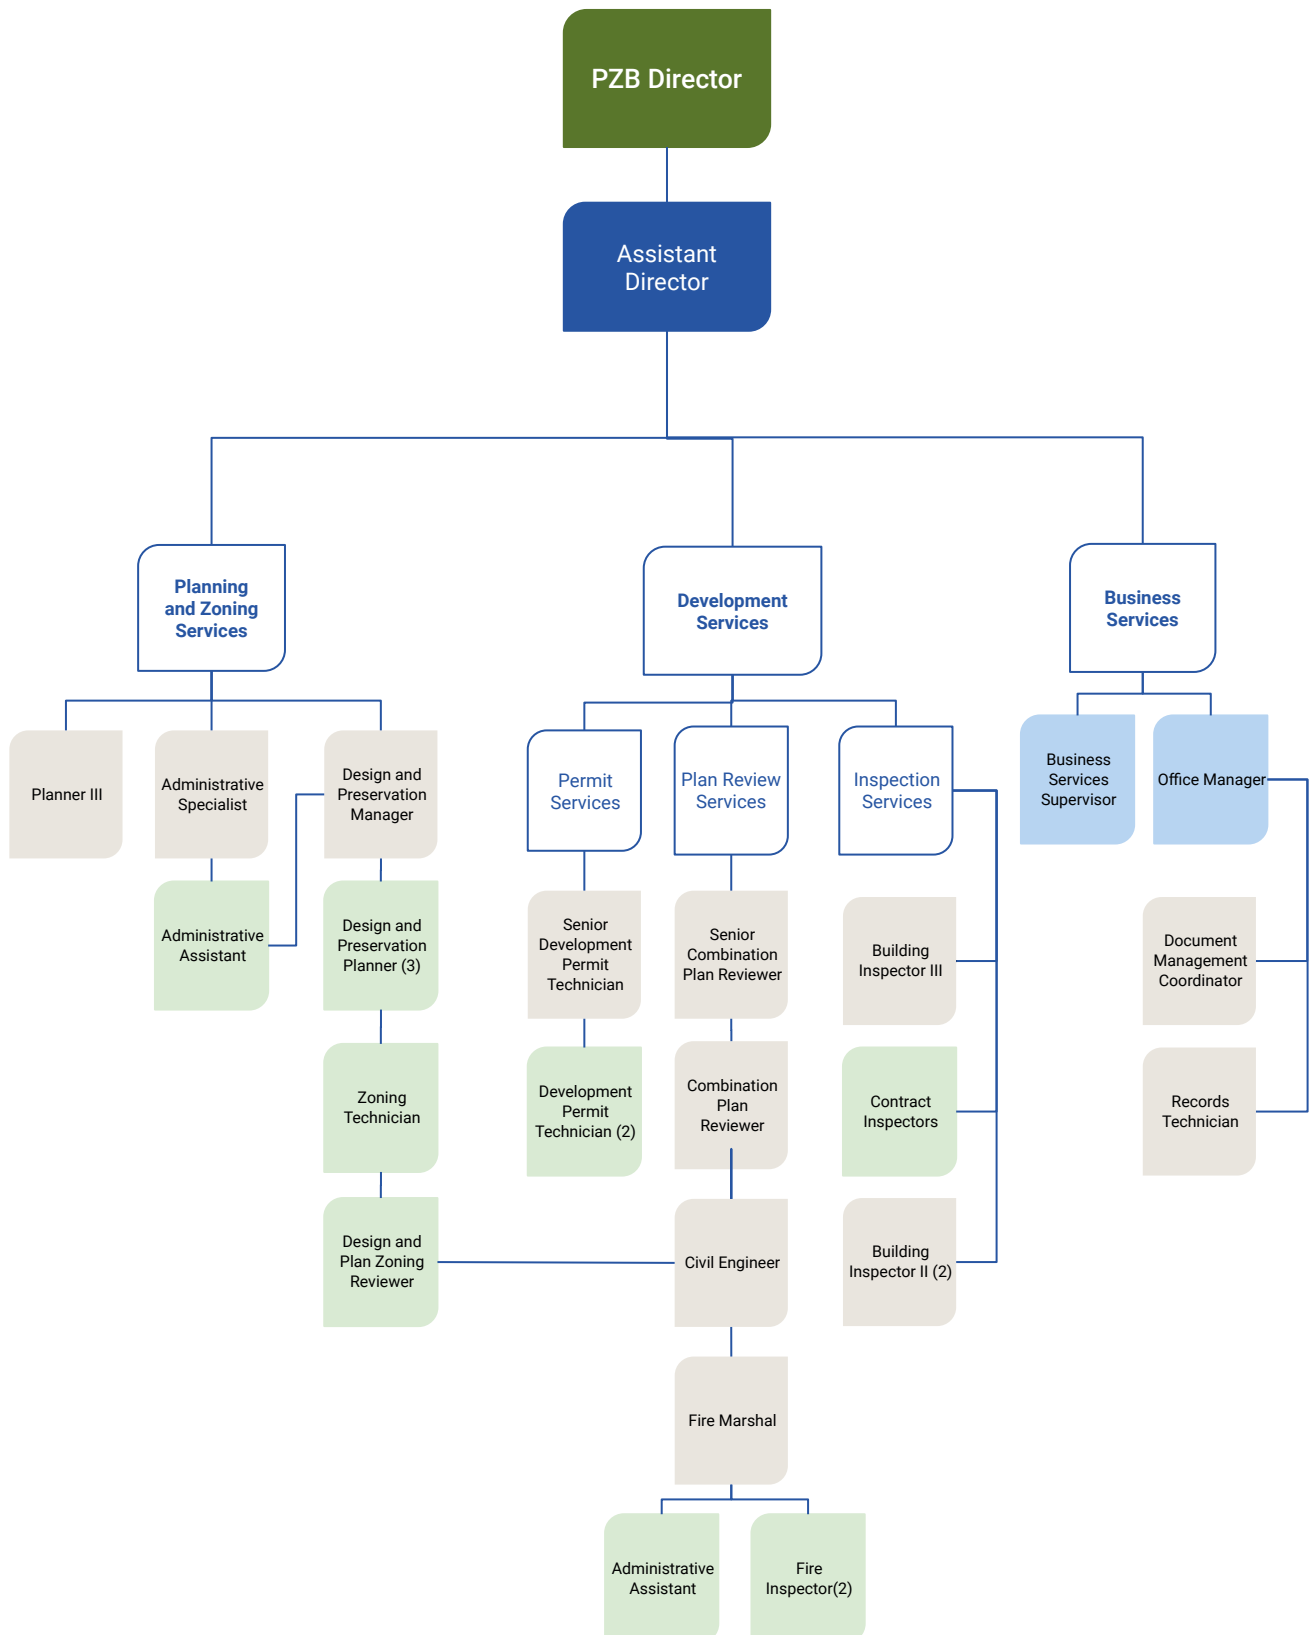 PZB Director
Assistant
Director
Planning
and Zoning
Services
Development
Services
Business
Services
Planner III
Administrative
Specialist
Design and
Preservation
Manager
Permit
Services
Plan Review
Services
Inspection
Services
Business
Services
Supervisor
Office Manager
Administrative
Assistant
Design and
Preservation
Planner (3)
Senior
Development
Permit
Technician
Senior
Combination
Plan Reviewer
Building
Inspector III
Document
Management
Coordinator
Zoning
Technician
Development
Permit
Technician (2)
Combination
Plan
Reviewer
Contract
Inspectors
Records
Technician
Design and
Plan Zoning
Reviewer
Civil Engineer
Building
Inspector II (2)
Fire Marshal
Administrative
Assistant
Fire
Inspector(2)